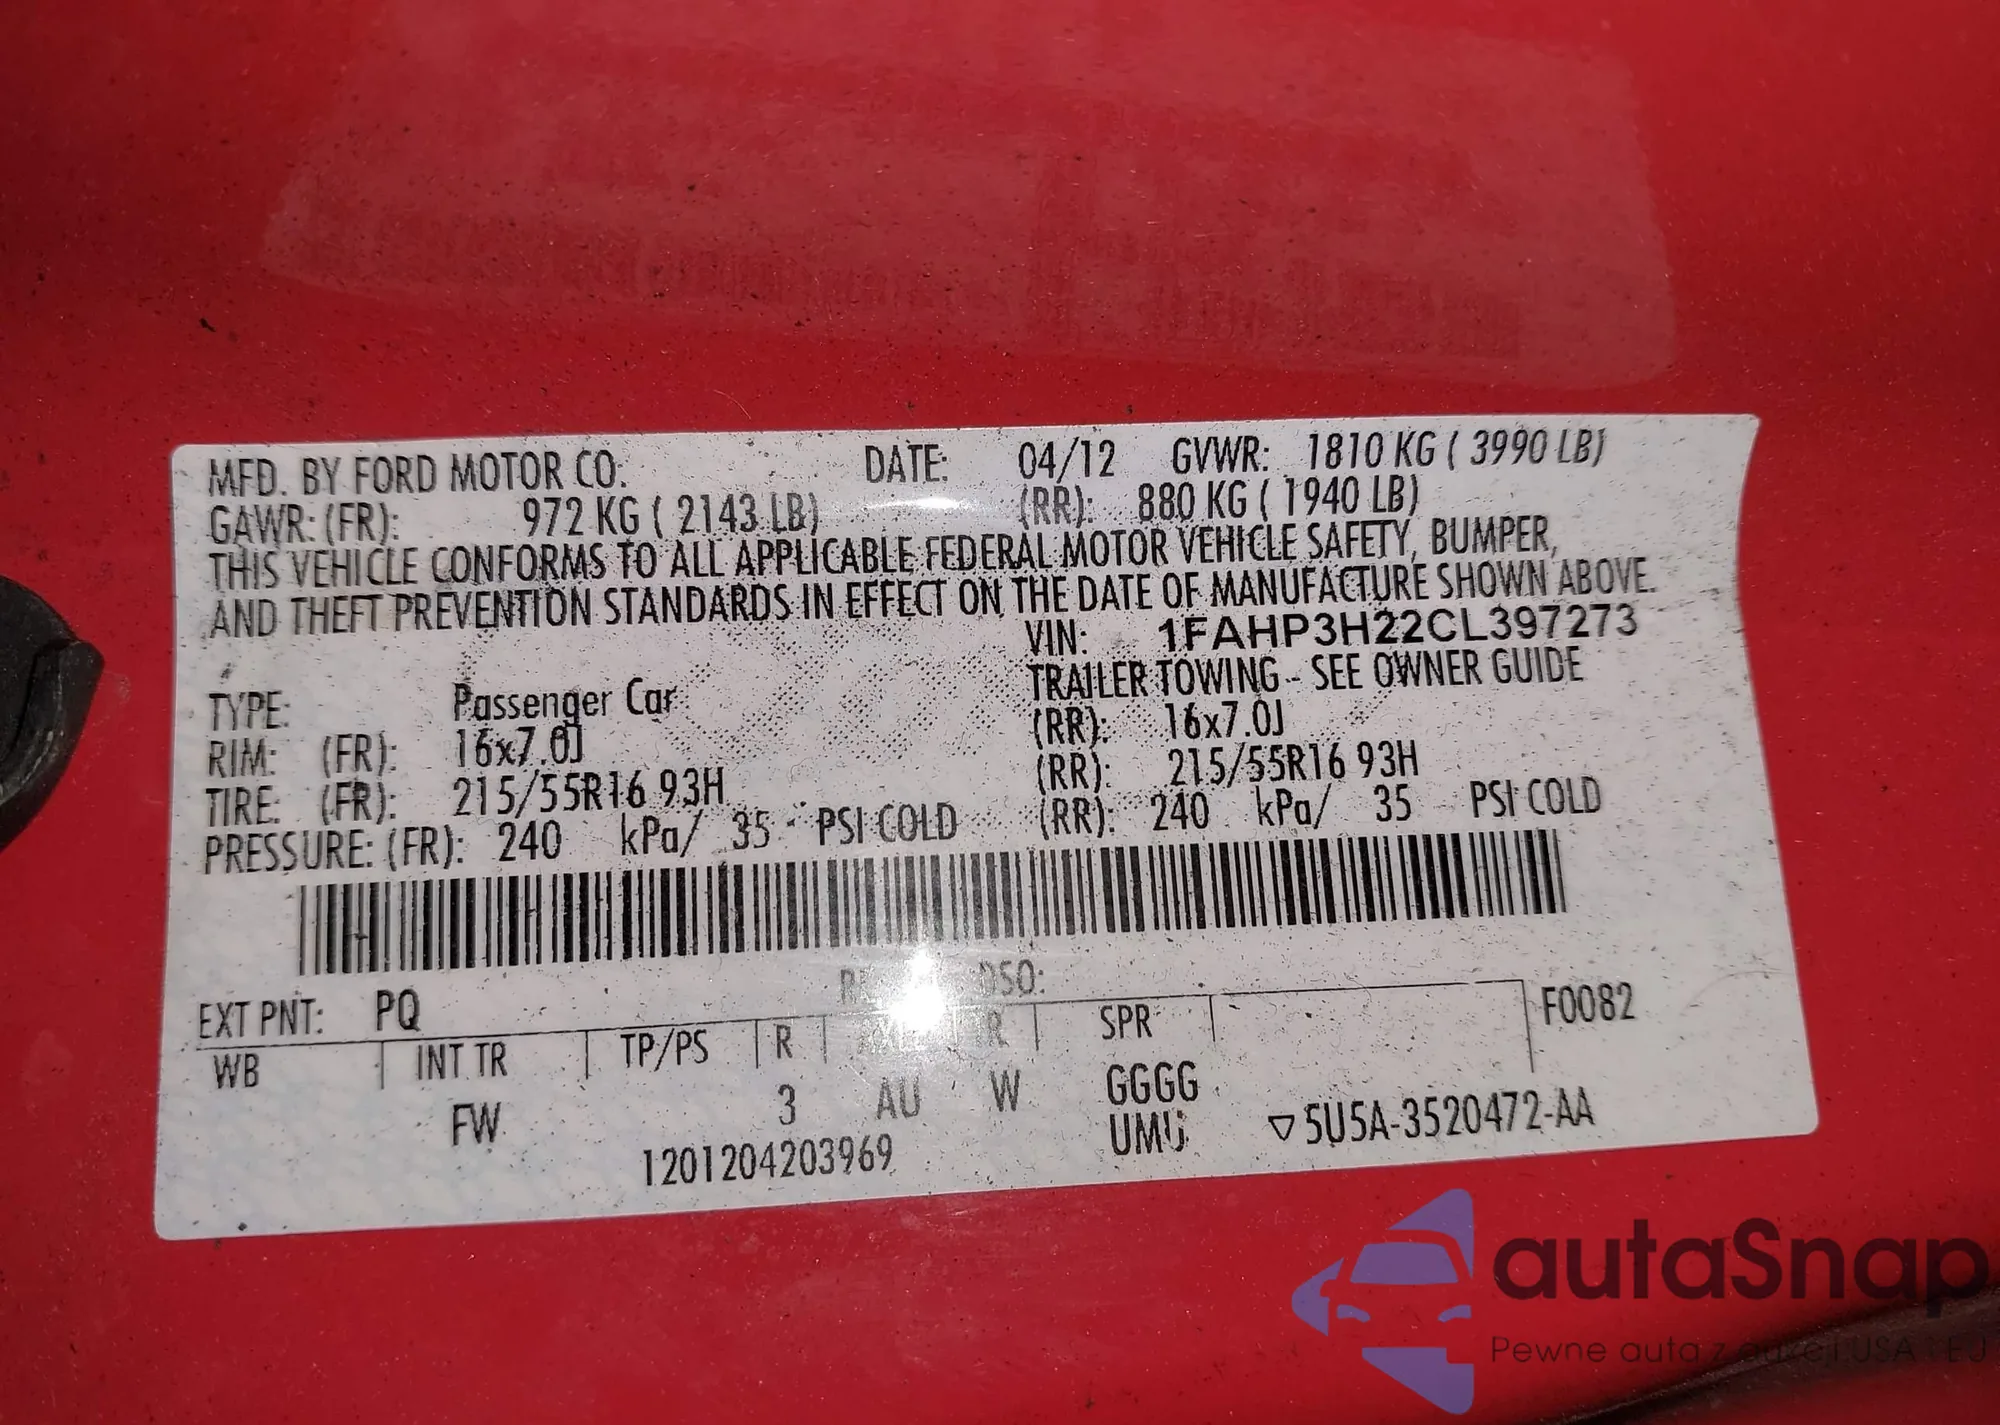 MFD. BY FORD MOTOR CO. DATE: 04/12 GVWR: 1810 KG ( 3990 LB)
GAWR: (FR): 972 KG ( 2143 LB) (RR): 880 KG ( 1940 LB)
THIS VEHICLE CONFORMS TO ALL APPLICABLE FEDERAL MOTOR VEHICLE SAFETY, BUMPER,
AND THEFT PREVENTION STANDARDS IN EFFECT ON THE DATE OF MANUFACTURE SHOWN ABOVE.
VIN: 1FAHP3H22CL397273
TYPE: Passenger Car TRAILER TOWING - SEE OWNER GUIDE
RIM: (FR): 16x7.0J (RR): 16x7.0J
TIRE: (FR): 215/55R16 93H (RR): 215/55R16 93H
PRESSURE: (FR): 240 kPa/ 35 PSI COLD (RR): 240 kPa/ 35 PSI COLD
DSO:
EXT PNT: PQ F0082
WB INT TR TP/PS R R SPR
FW 3 AU W GGGG
UMU ▽5U5A-3520472-AA
1201204203969
autaSnap
Pewne auta z USA i EU